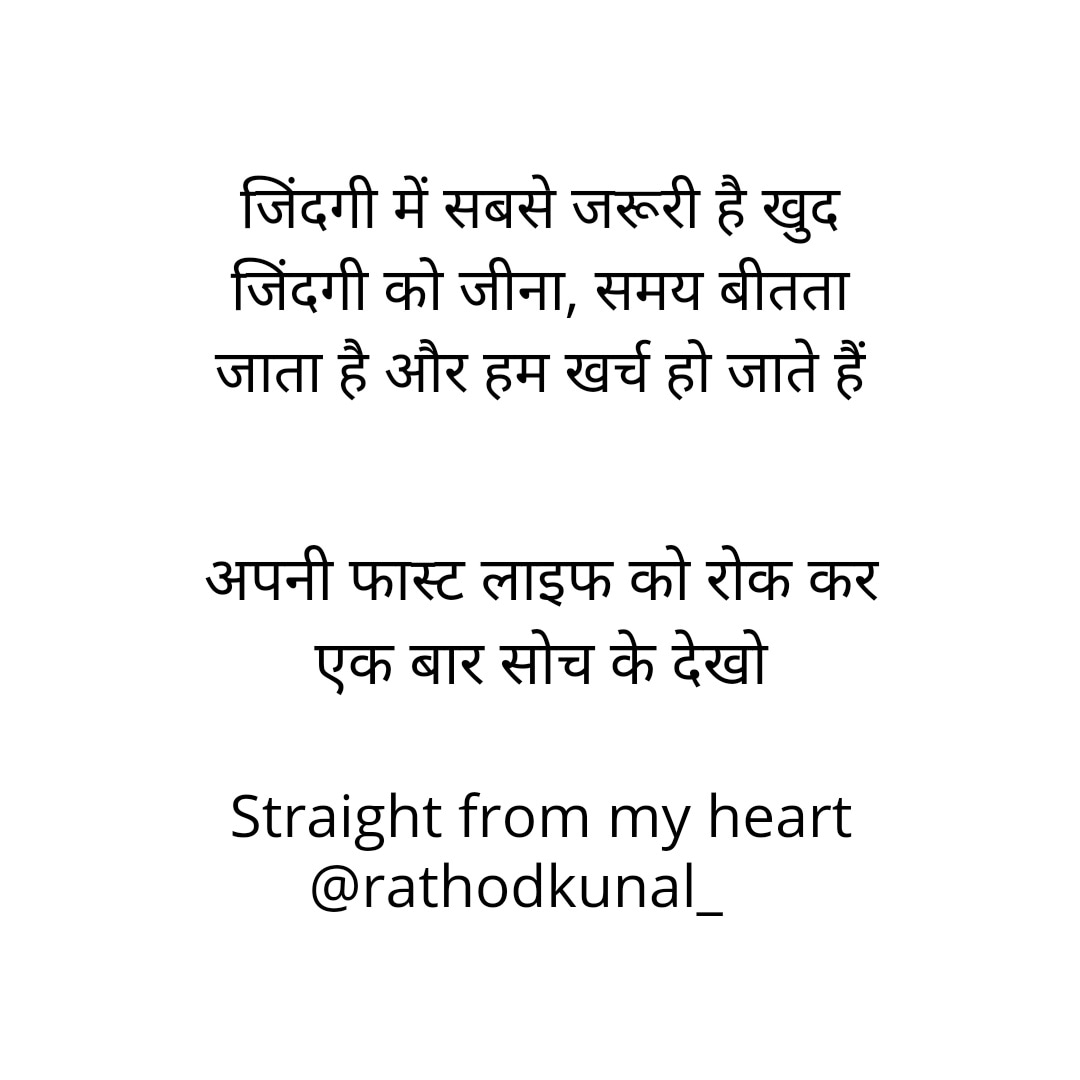 जिंदगी में सबसे जरूरी है खुद
जिंदगी को जीना, समय बीतता
जाता है और हम खर्च हो जाते हैं
अपनी फास्ट लाइफ को रोक कर
एक बार सोच के देखो
Straight from my heart
@rathodkunal_